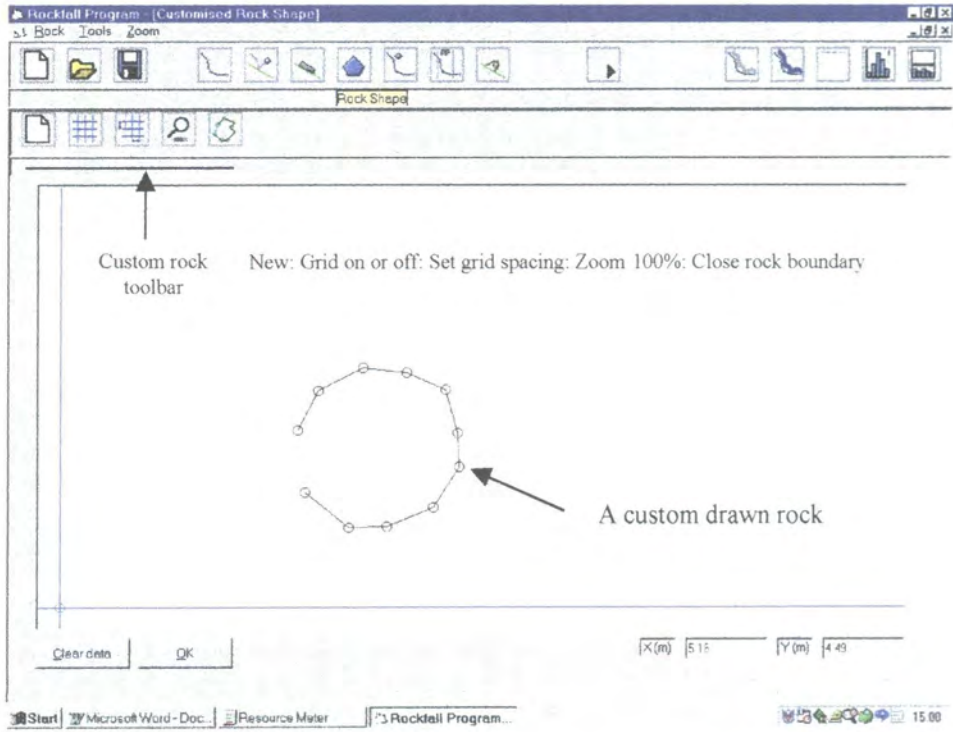 Rockfall Program - [Customised Rock Shape]
Rock Tools Zoom
Rock Shape
Custom rock
toolbar
New: Grid on or off: Set grid spacing: Zoom 100%: Close rock boundary
A custom drawn rock
Clear data OK X (m) 5.16 Y (m) 4.49
Start Microsoft Word - Doc... Resource Meter Rockfall Program... 15:00